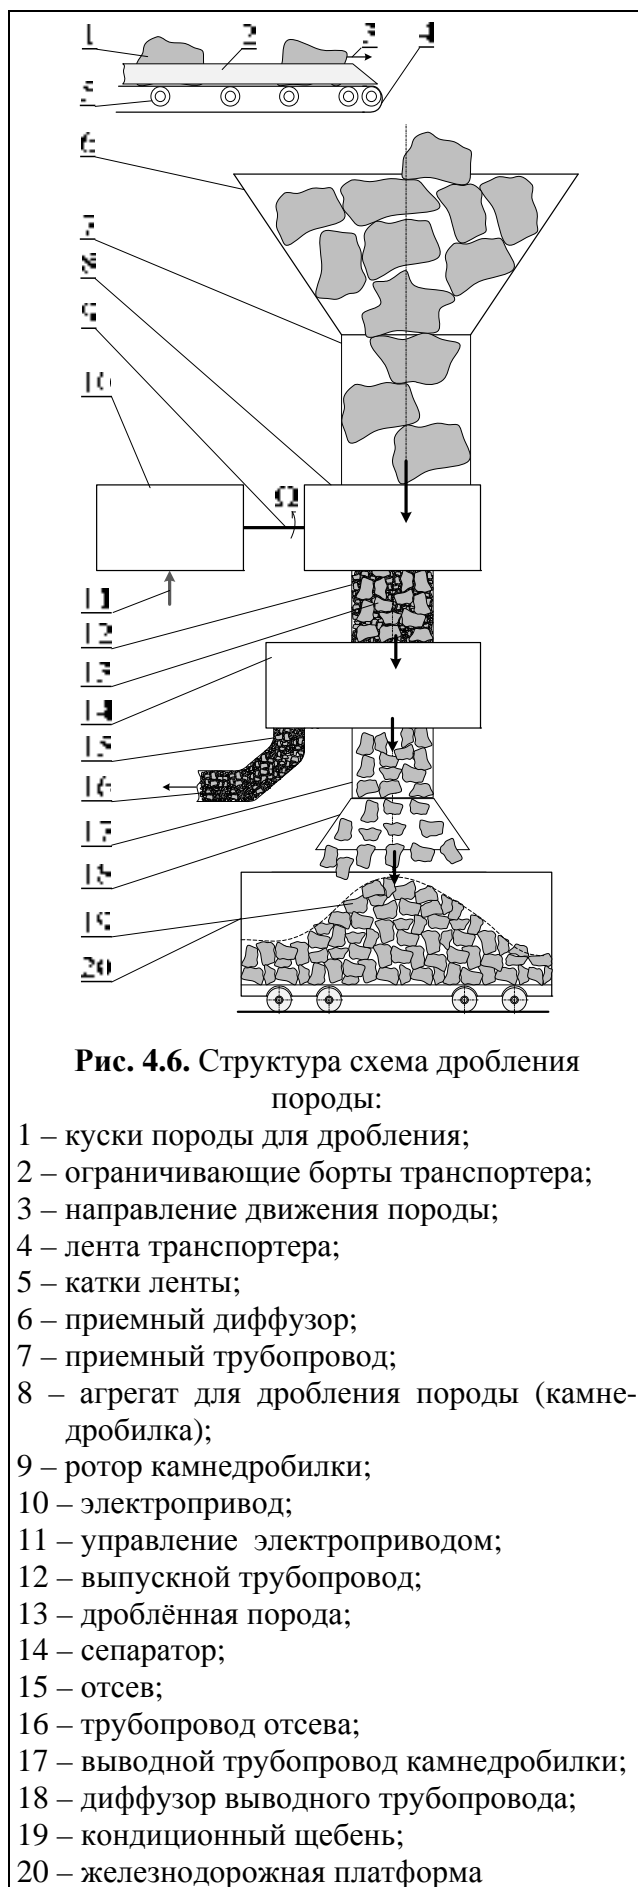 1
2
3
4
5
6
7
8
9
10
Ω
11
12
13
14
15
16
17
18
19
20
Рис. 4.6. Структура схема дробления
породы:
1 – куски породы для дробления;
2 – ограничивающие борты транспортера;
3 – направление движения породы;
4 – лента транспортера;
5 – катки ленты;
6 – приемный диффузор;
7 – приемный трубопровод;
8 – агрегат для дробления породы (камне-
дробилка);
9 – ротор камнедробилки;
10 – электропривод;
11 – управление электроприводом;
12 – выпускной трубопровод;
13 – дроблённая порода;
14 – сепаратор;
15 – отсев;
16 – трубопровод отсева;
17 – выводной трубопровод камнедробилки;
18 – диффузор выводного трубопровода;
19 – кондиционный щебень;
20 – железнодорожная платформа